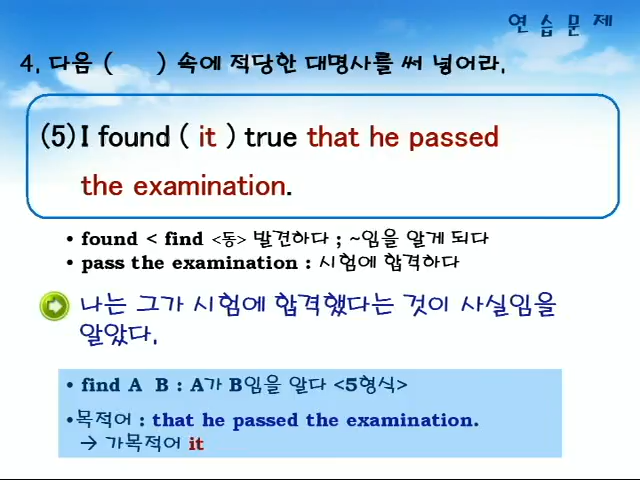 연 습 문 제
4. 다음 (      ) 속에 적당한 대명사를 써 넣어라.
(5) I found ( it ) true that he passed
the examination.
• found < find <동> 발견하다 ; ~임을 알게 되다
• pass the examination : 시험에 합격하다
나는 그가 시험에 합격했다는 것이 사실임을
알았다.
• find A  B : A가 B임을 알다 <5형식>
•목적어 : that he passed the examination.
→ 가목적어 it